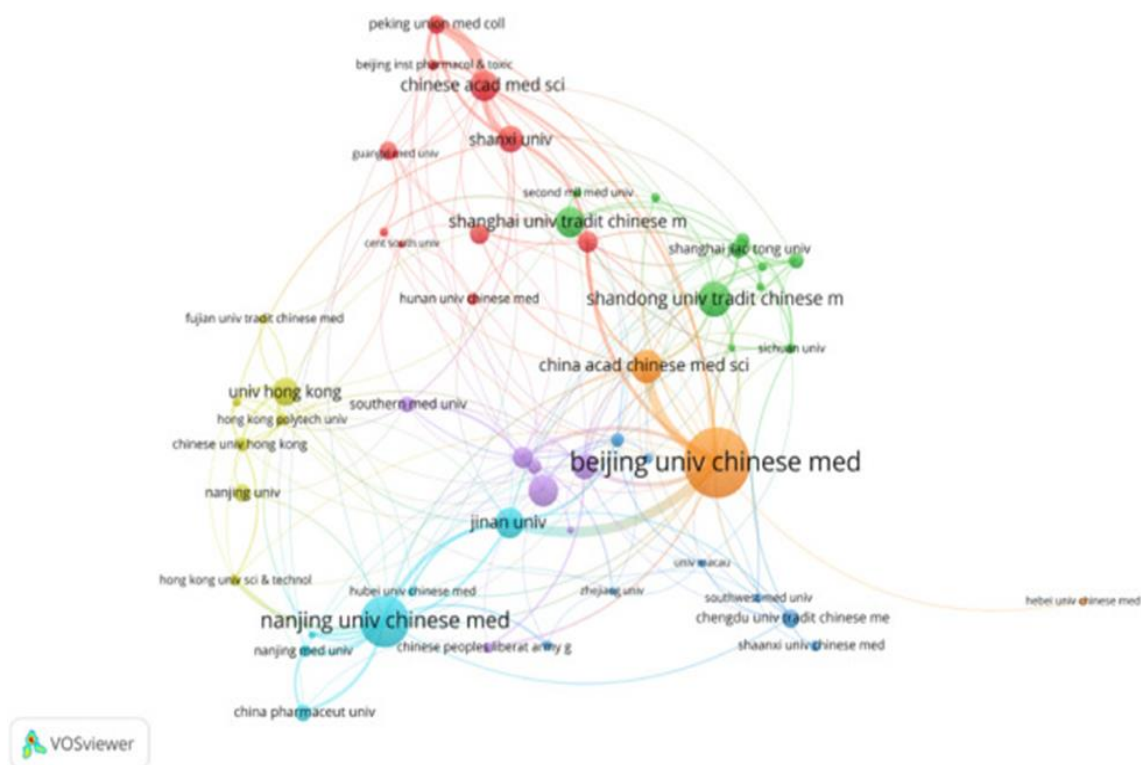 peking union med coll
beijing inst pharmacol & toxic
chinese acad med sci
shanxi univ
guangxi med univ
second mil med univ
shanghai univ tradit chinese m
cent south univ
shanghai jiao tong univ
hunan univ chinese med
shandong univ tradit chinese m
fujian univ tradit chinese med
sichuan univ
china acad chinese med sci
univ hong kong
southern med univ
hong kong polytech univ
chinese univ hong kong
beijing univ chinese med
nanjing univ
jinan univ
univ macau
hong kong univ sci & technol
hubei univ chinese med
zhejiang univ
southwest med univ
hebei univ chinese med
nanjing univ chinese med
chengdu univ tradit chinese me
nanjing med univ
chinese peoples liberat army g
shaanxi univ chinese med
china pharmaceut univ
VOSviewer